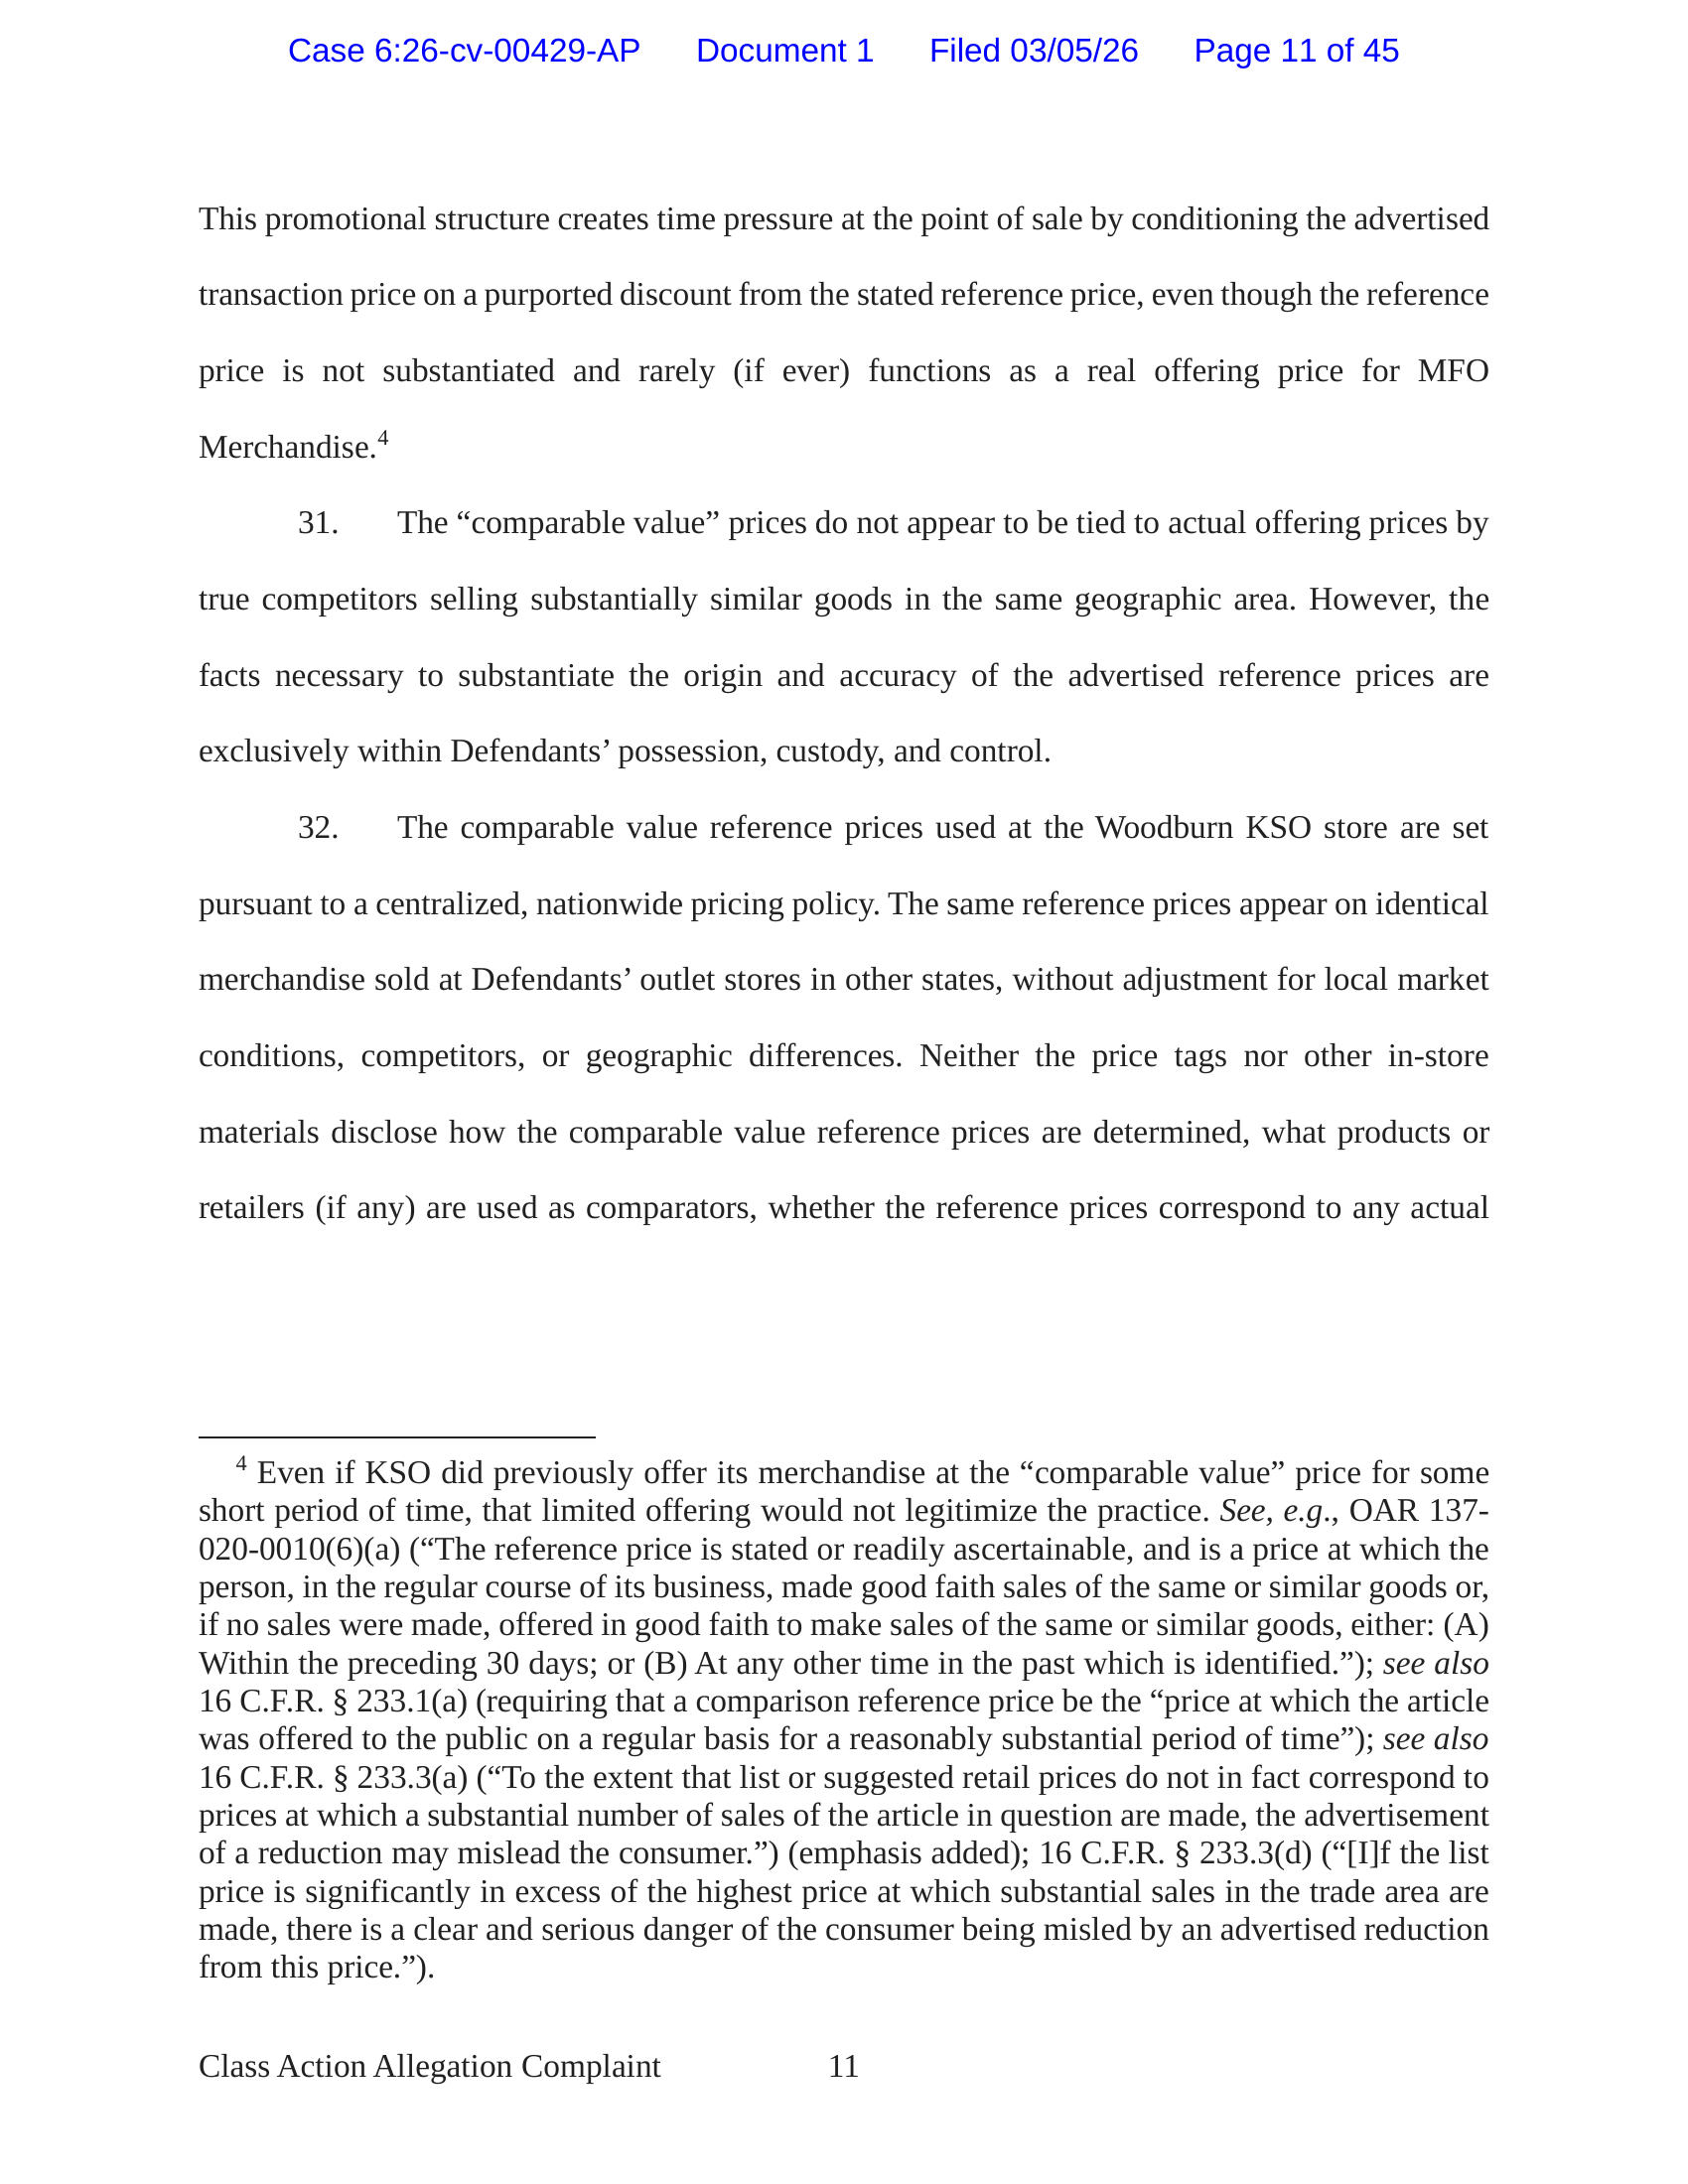 Case 6:26-cv-00429-AP Document 1 Filed 03/05/26 Page 11 of 45
This promotional structure creates time pressure at the point of sale by conditioning the advertised
transaction price on a purported discount from the stated reference price, even though the reference
price is not substantiated and rarely (if ever) functions as a real offering price for MFO
Merchandise.4
31. The “comparable value” prices do not appear to be tied to actual offering prices by
true competitors selling substantially similar goods in the same geographic area. However, the
facts necessary to substantiate the origin and accuracy of the advertised reference prices are
exclusively within Defendants’ possession, custody, and control.
32. The comparable value reference prices used at the Woodburn KSO store are set
pursuant to a centralized, nationwide pricing policy. The same reference prices appear on identical
merchandise sold at Defendants’ outlet stores in other states, without adjustment for local market
conditions, competitors, or geographic differences. Neither the price tags nor other in-store
materials disclose how the comparable value reference prices are determined, what products or
retailers (if any) are used as comparators, whether the reference prices correspond to any actual
4 Even if KSO did previously offer its merchandise at the “comparable value” price for some
short period of time, that limited offering would not legitimize the practice. See, e.g., OAR 137-
020-0010(6)(a) (“The reference price is stated or readily ascertainable, and is a price at which the
person, in the regular course of its business, made good faith sales of the same or similar goods or,
if no sales were made, offered in good faith to make sales of the same or similar goods, either: (A)
Within the preceding 30 days; or (B) At any other time in the past which is identified.”); see also
16 C.F.R. § 233.1(a) (requiring that a comparison reference price be the “price at which the article
was offered to the public on a regular basis for a reasonably substantial period of time”); see also
16 C.F.R. § 233.3(a) (“To the extent that list or suggested retail prices do not in fact correspond to
prices at which a substantial number of sales of the article in question are made, the advertisement
of a reduction may mislead the consumer.”) (emphasis added); 16 C.F.R. § 233.3(d) (“[I]f the list
price is significantly in excess of the highest price at which substantial sales in the trade area are
made, there is a clear and serious danger of the consumer being misled by an advertised reduction
from this price.”).
Class Action Allegation Complaint 11